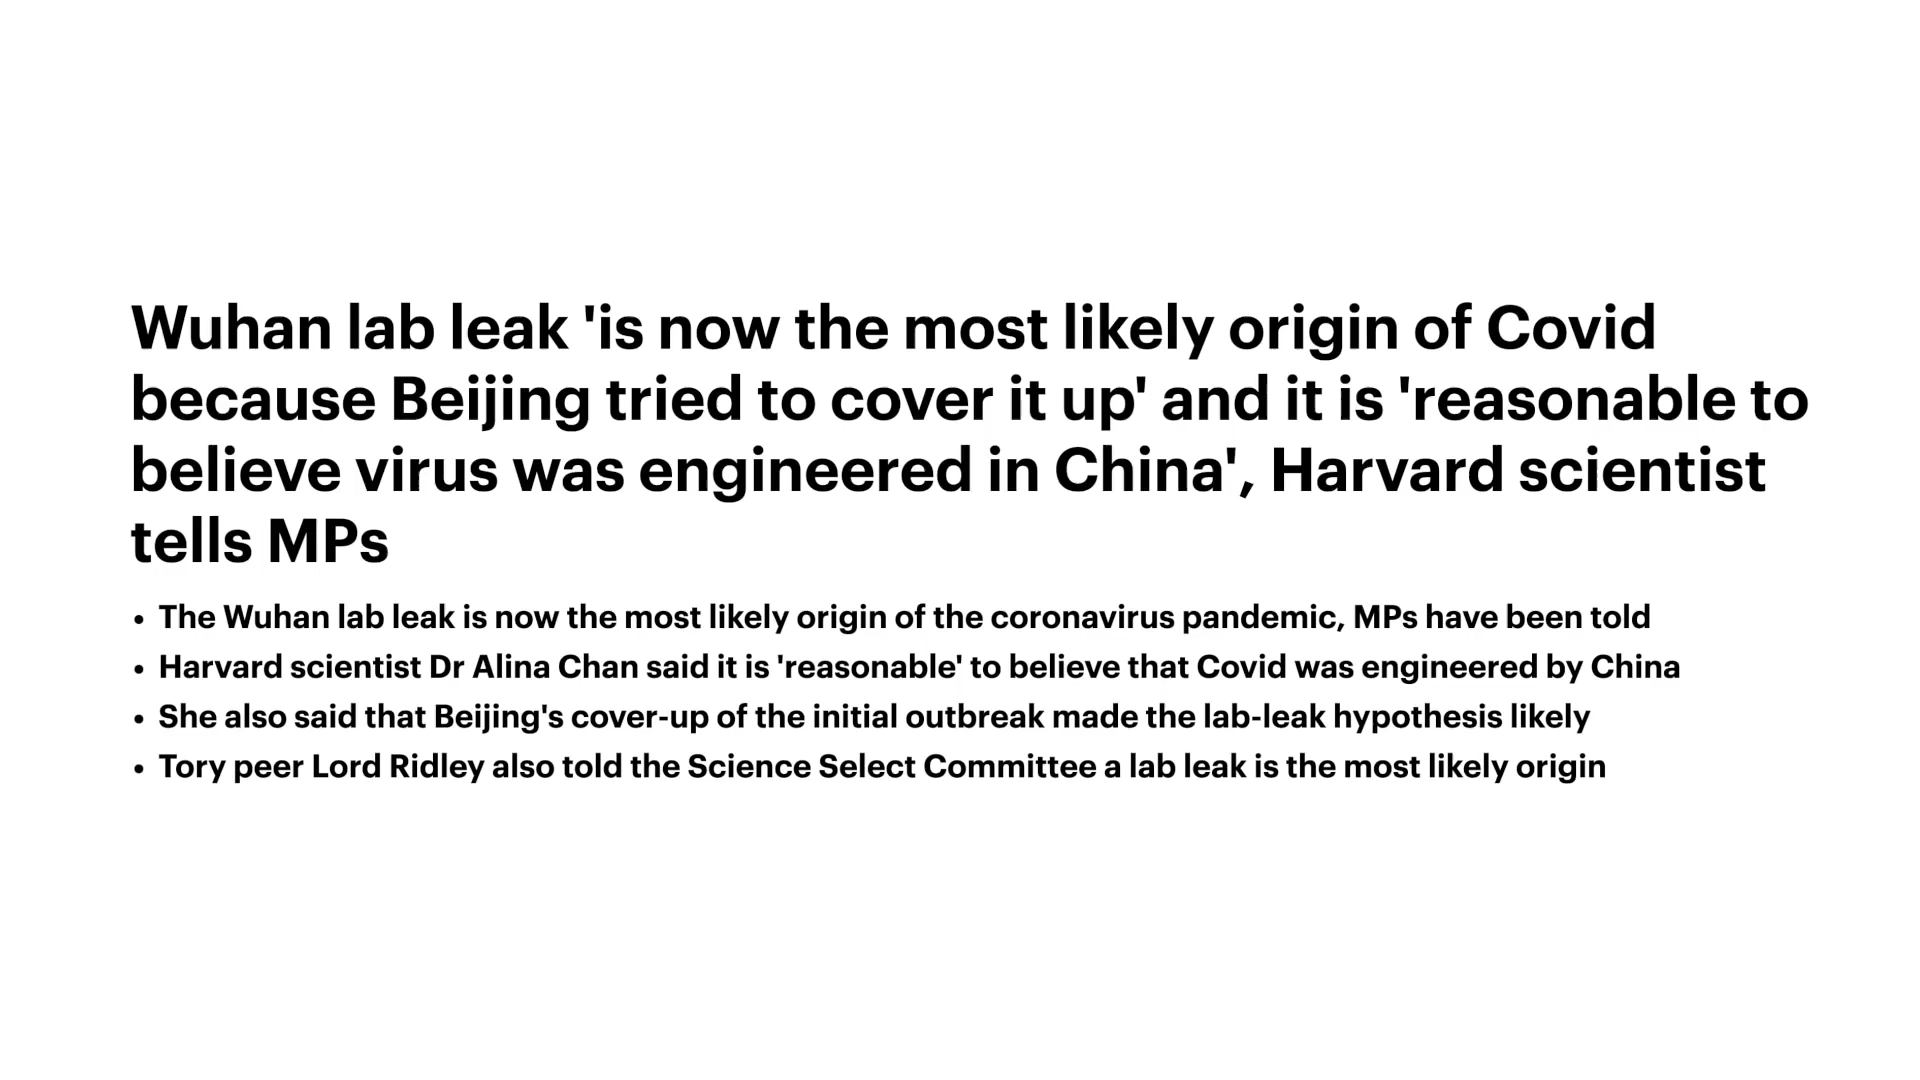 Wuhan lab leak 'is now the most likely origin of Covid
because Beijing tried to cover it up' and it is 'reasonable to
believe virus was engineered in China', Harvard scientist
tells MPs
• The Wuhan lab leak is now the most likely origin of the coronavirus pandemic, MPs have been told
• Harvard scientist Dr Alina Chan said it is 'reasonable' to believe that Covid was engineered by China
• She also said that Beijing's cover-up of the initial outbreak made the lab-leak hypothesis likely
• Tory peer Lord Ridley also told the Science Select Committee a lab leak is the most likely origin